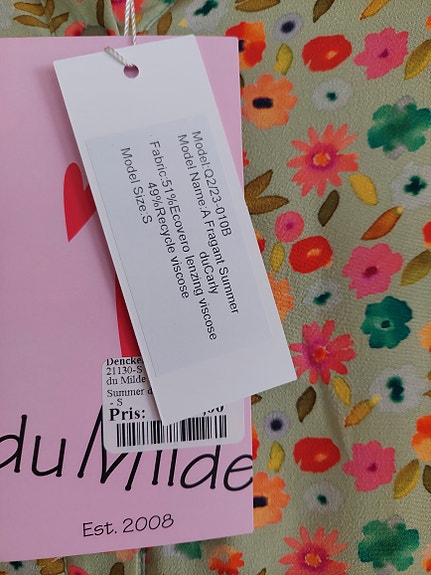 Model:Q2/23-010B
Model Name:A Fragant Summer
duCarly
Fabric:51%Ecovero lenzing viscose
49%Recycle viscose
Model Size:S
21130-S
du Milde
Summer
- S
Pris:
du Milde
Est. 2008